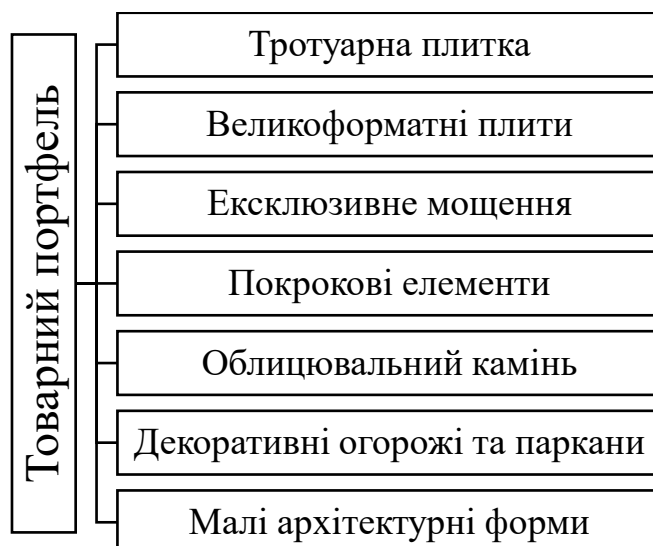 Товарний портфель
Тротуарна плитка
Великоформатні плити
Ексклюзивне мощення
Покрокові елементи
Облицювальний камінь
Декоративні огорожі та паркани
Малі архітектурні форми